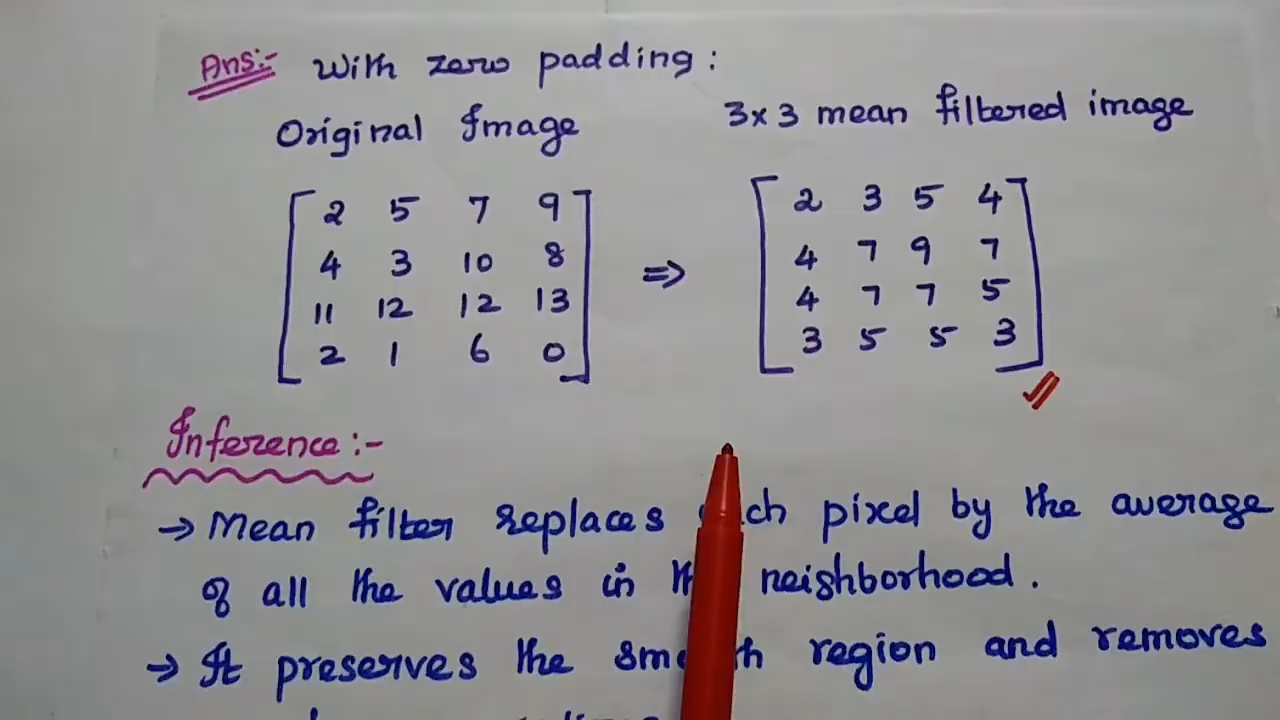 Ans:- With zero padding :
Original Image 3x3 mean filtered image
2 5 7 9 2 3 5 4
4 3 10 8 ⇒ 4 7 9 7
11 12 12 13 4 7 7 5
2 1 6 0 3 5 5 3
Inference :-
→ Mean filter replaces pixel by the average
of all the values in neishborhood.
→ It preserves the region and removes